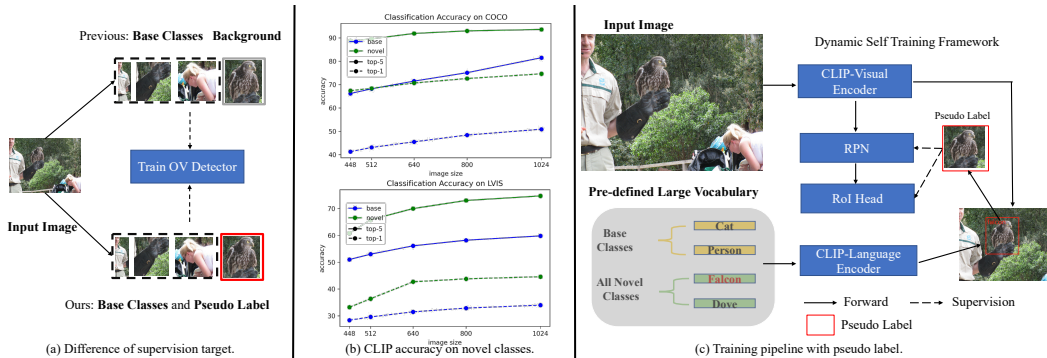 Previous: Base Classes Background
Train OV Detector
Input Image
Ours: Base Classes and Pseudo Label
(a) Difference of supervision target.
Classification Accuracy on COCO
base
novel
top-5
top-1
accuracy
90
80
70
60
50
40
448 512 640 800 1024
image size
Classification Accuracy on LVIS
base
novel
top-5
top-1
accuracy
70
60
50
40
30
448 512 640 800 1024
image size
(b) CLIP accuracy on novel classes.
Input Image
Dynamic Self Training Framework
CLIP-Visual
Encoder
Pseudo Label
RPN
RoI Head
Pre-defined Large Vocabulary
Base
Classes
Cat
Person
All Novel
Classes
Falcon
Dove
CLIP-Language
Encoder
Forward
Supervision
Pseudo Label
(c) Training pipeline with pseudo label.